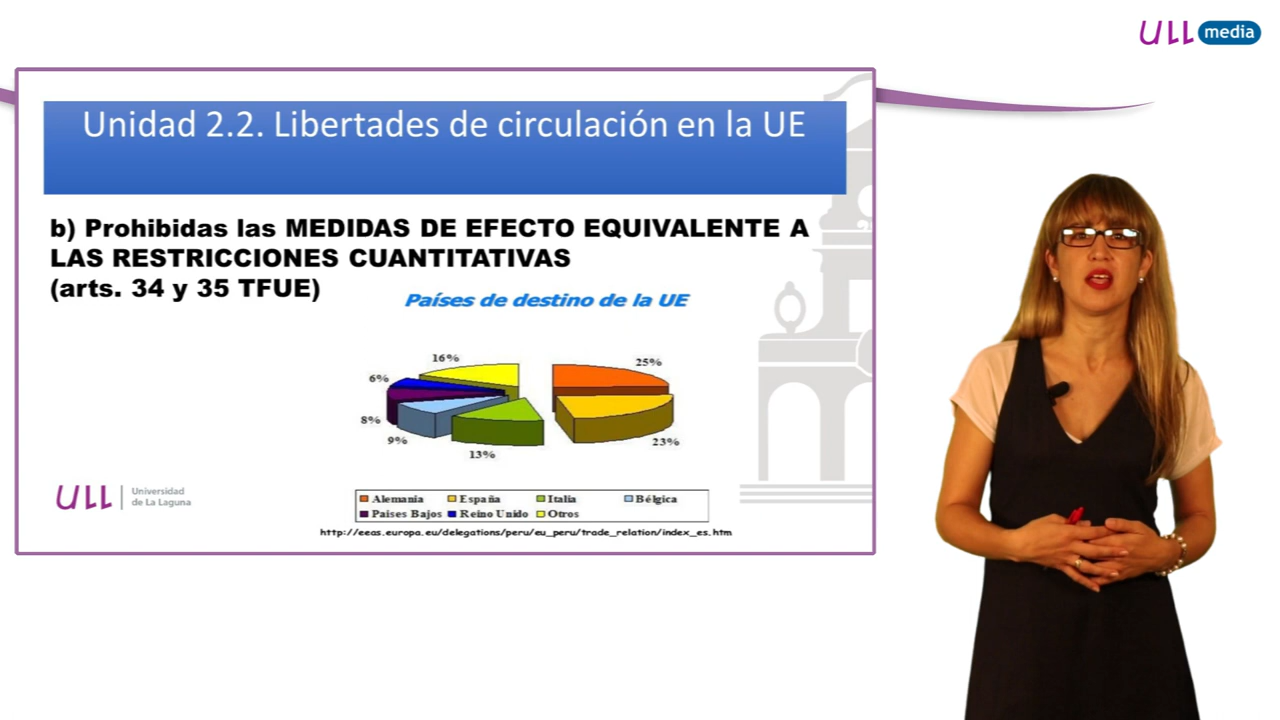 ULL media
Unidad 2.2. Libertades de circulación en la UE
b) Prohibidas las MEDIDAS DE EFECTO EQUIVALENTE A
LAS RESTRICCIONES CUANTITATIVAS
(arts. 34 y 35 TFUE)
Países de destino de la UE
16%
25%
6%
8%
9%
23%
13%
Alemania España Italia Bélgica
Paises Bajos Reino Unido Otros
http://eeas.europa.eu/delegations/peru/eu_peru/trade_relation/index_es.htm
ULL Universidad
de La Laguna